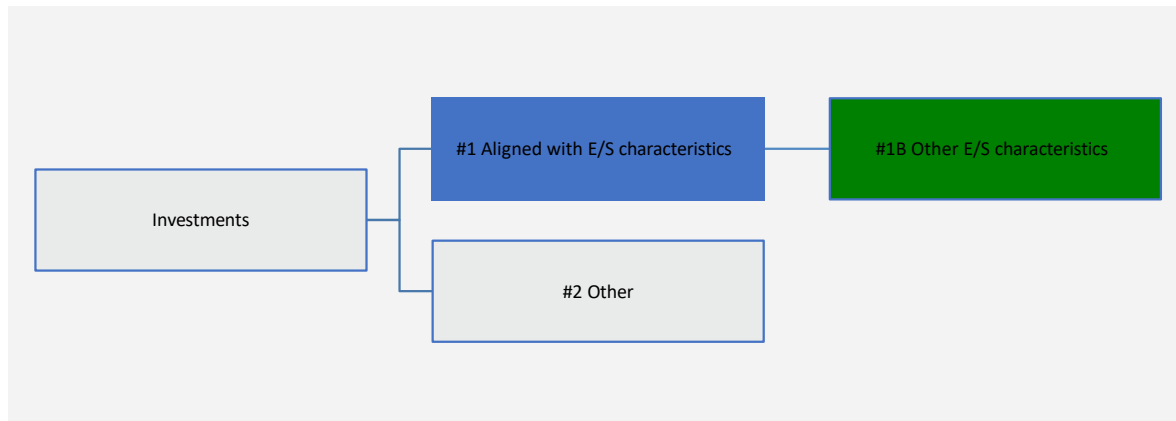 #1 Aligned with E/S characteristics
#1B Other E/S characteristics
Investments
#2 Other